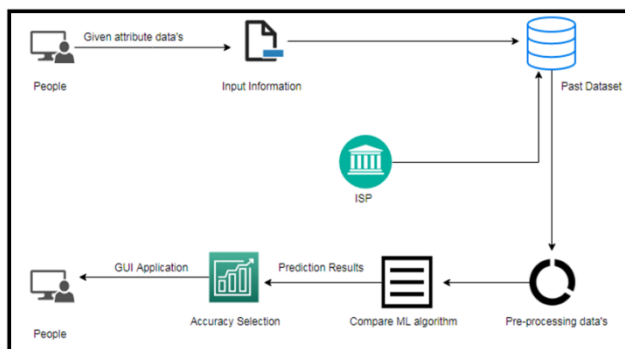 Given attribute data's
People
Input Information
Past Dataset
ISP
GUI Application
Prediction Results
People
Accuracy Selection
Compare ML algorithm
Pre-processing data's